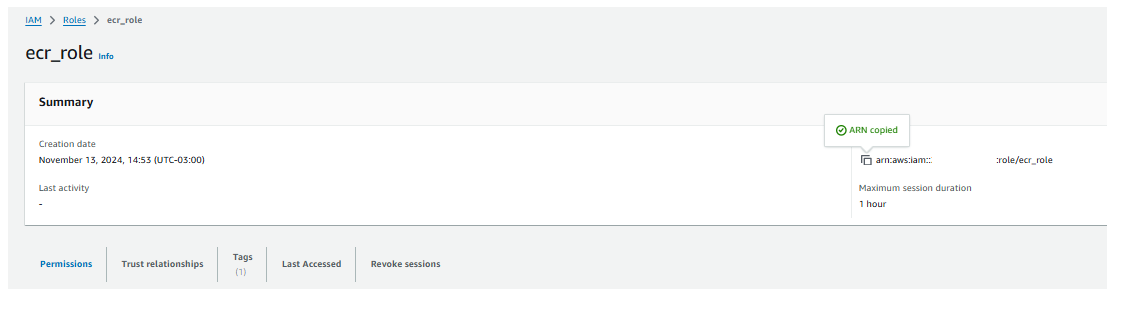 IAM > Roles > ecr_role
ecr_role Info
Summary
Creation date
November 13, 2024, 14:53 (UTC-03:00)
Last activity
-
ARN copied
arn:aws:iam:: :role/ecr_role
Maximum session duration
1 hour
Permissions
Trust relationships
Tags
(1)
Last Accessed
Revoke sessions